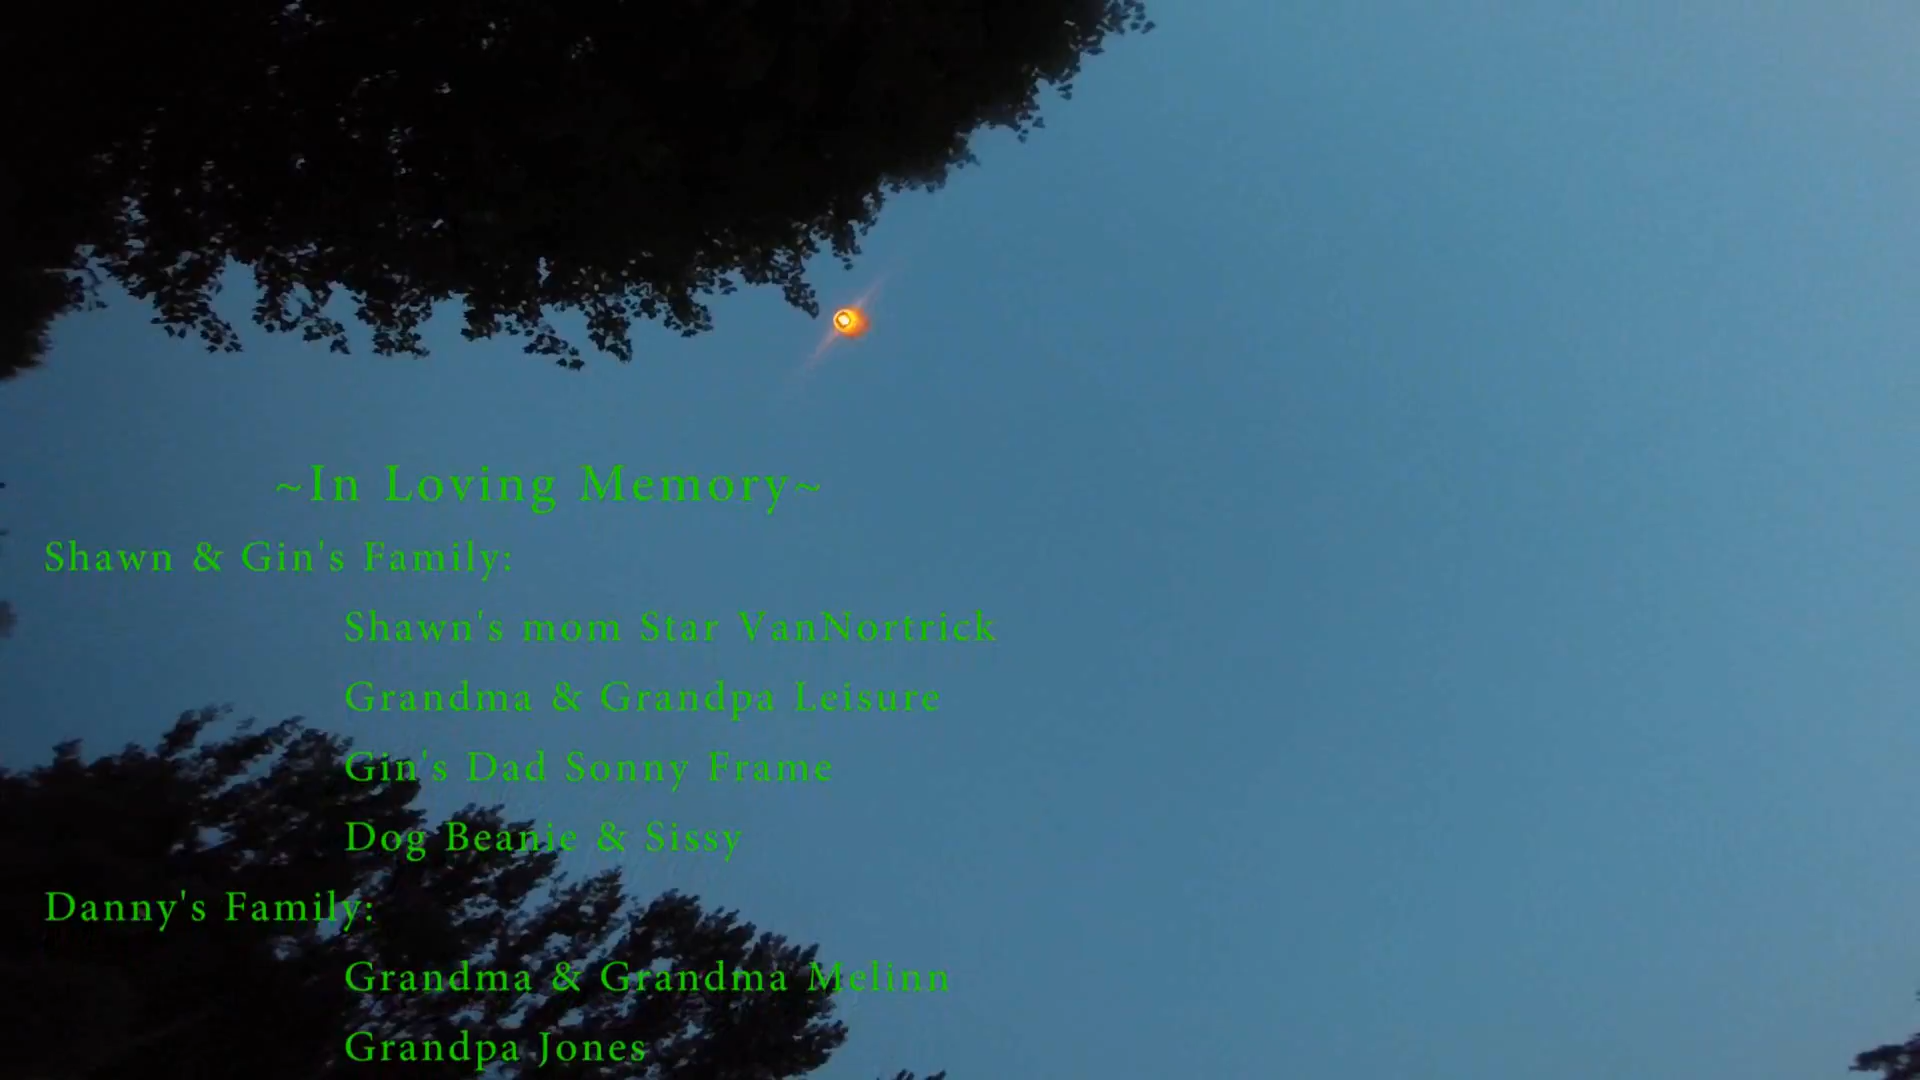 ~In Loving Memory~
Shawn & Gin's Family:
Shawn's mom Star VanNortrick
Grandma & Grandpa Leisure
Gin's Dad Sonny Frame
Dog Beanie & Sissy
Danny's Family:
Grandma & Grandma Melinn
Grandpa Jones